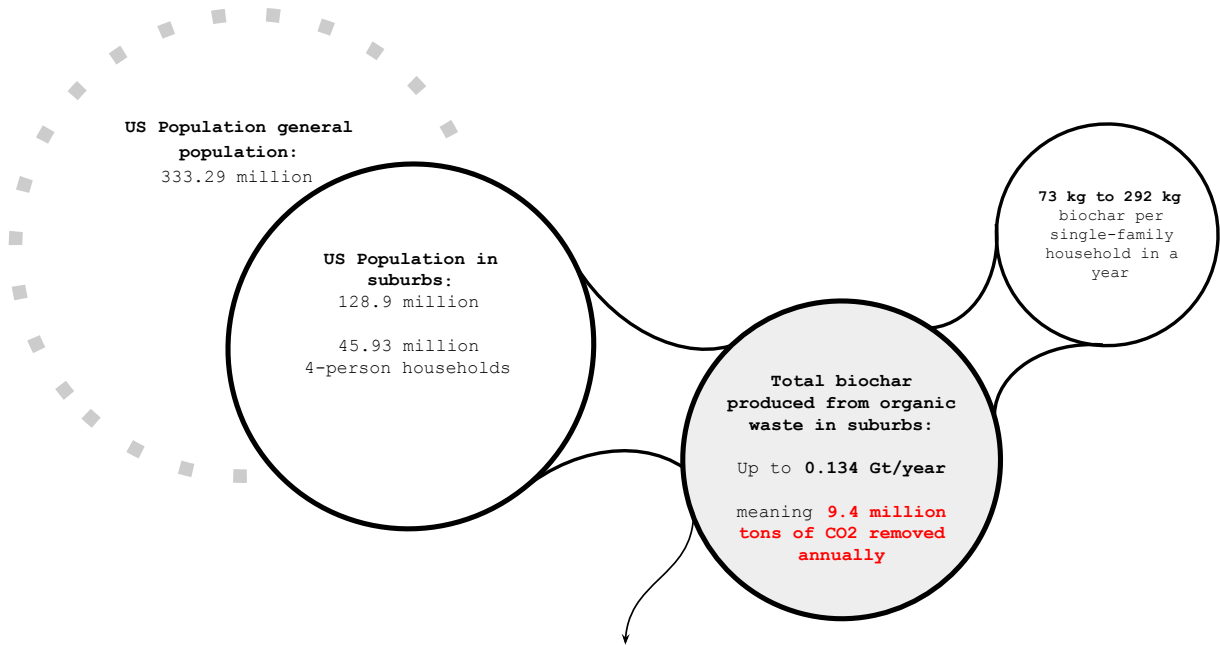 US Population general
population:
333.29 million
US Population in
suburbs:
128.9 million
45.93 million
4-person households
73 kg to 292 kg
biochar per
single-family
household in a
year
Total biochar
produced from organic
waste in suburbs:
Up to 0.134 Gt/year
meaning 9.4 million
tons of CO2 removed
annually